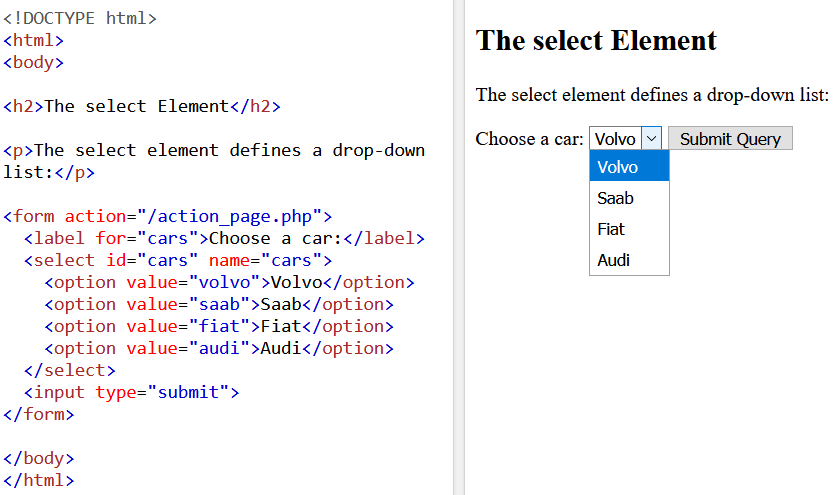 <!DOCTYPE html>
<html>
<body>
<h2>The select Element</h2>
<p>The select element defines a drop-down
list:</p>
<form action="/action_page.php">
  <label for="cars">Choose a car:</label>
  <select id="cars" name="cars">
    <option value="volvo">Volvo</option>
    <option value="saab">Saab</option>
    <option value="fiat">Fiat</option>
    <option value="audi">Audi</option>
  </select>
  <input type="submit">
</form>
</body>
</html>
The select Element
The select element defines a drop-down list:
Choose a car: Volvo Submit Query
Volvo
Saab
Fiat
Audi